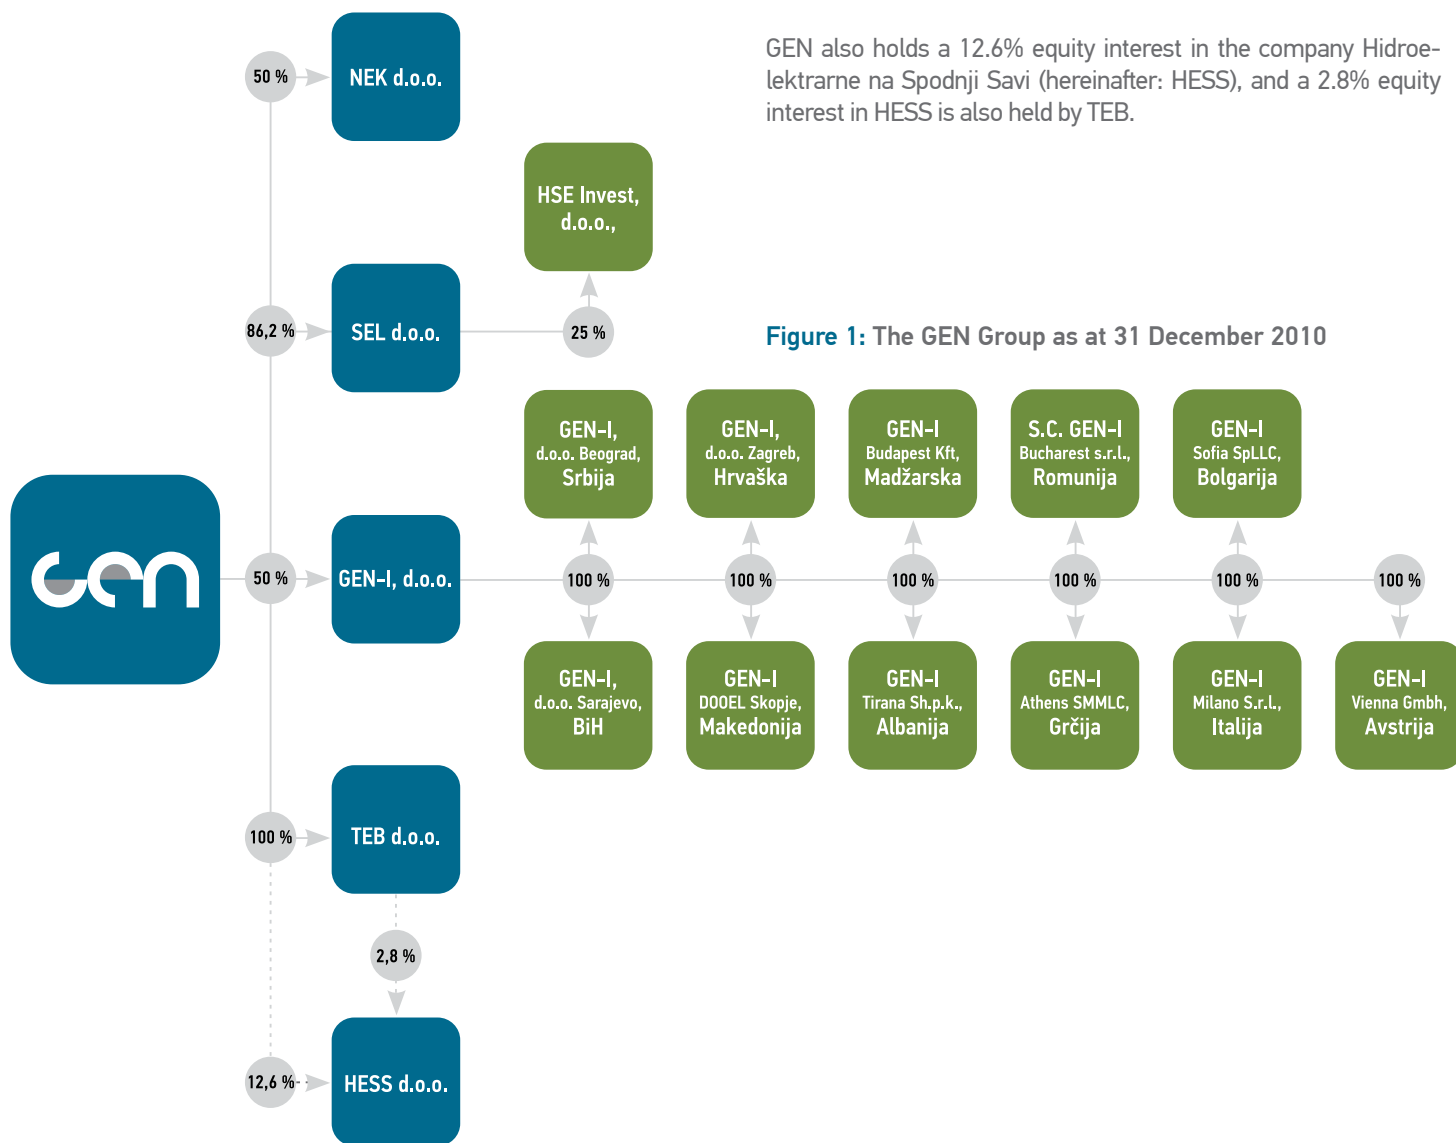 GEN also holds a 12.6% equity interest in the company Hidroe-
lektrarne na Spodnji Savi (hereinafter: HESS), and a 2.8% equity
interest in HESS is also held by TEB.
50 %
NEK d.o.o.
HSE Invest,
d.o.o.,
86,2 %
SEL d.o.o.
25 %
Figure 1: The GEN Group as at 31 December 2010
GEN-I,
d.o.o. Beograd,
Srbija
GEN-I,
d.o.o. Zagreb,
Hrvaška
GEN-I
Budapest Kft,
Madžarska
S.C. GEN-I
Bucharest s.r.l.,
Romunija
GEN-I
Sofia SpLLC,
Bolgarija
gen
50 %
GEN-I, d.o.o.
100 %
100 %
100 %
100 %
100 %
100 %
GEN-I,
d.o.o. Sarajevo,
BiH
GEN-I
DOOEL Skopje,
Makedonija
GEN-I
Tirana Sh.p.k.,
Albanija
GEN-I
Athens SMMLC,
Grčija
GEN-I
Milano S.r.l.,
Italija
GEN-I
Vienna Gmbh,
Avstrija
100 %
TEB d.o.o.
2,8 %
12,6 %
HESS d.o.o.